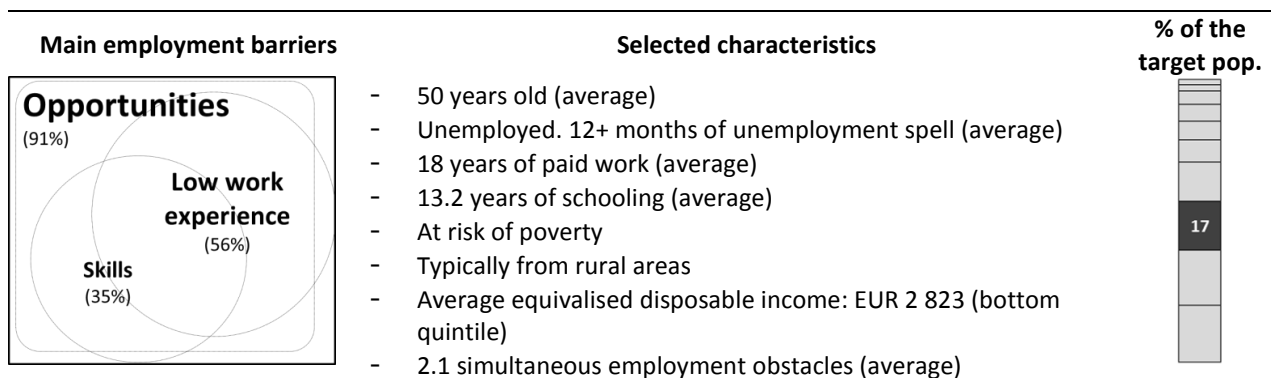 Main employment barriers
Selected characteristics
% of the
target pop.
Opportunities
(91%)
Low work
experience
(56%)
Skills
(35%)
- 50 years old (average)
- Unemployed. 12+ months of unemployment spell (average)
- 18 years of paid work (average)
- 13.2 years of schooling (average)
- At risk of poverty
- Typically from rural areas
- Average equivalised disposable income: EUR 2 823 (bottom
quintile)
- 2.1 simultaneous employment obstacles (average)
17